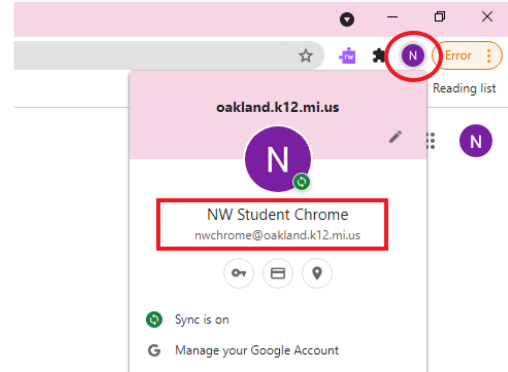 N
Error
Reading list
oakland.k12.mi.us
N
N
NW Student Chrome
nwchrome@oakland.k12.mi.us
Sync is on
G Manage your Google Account